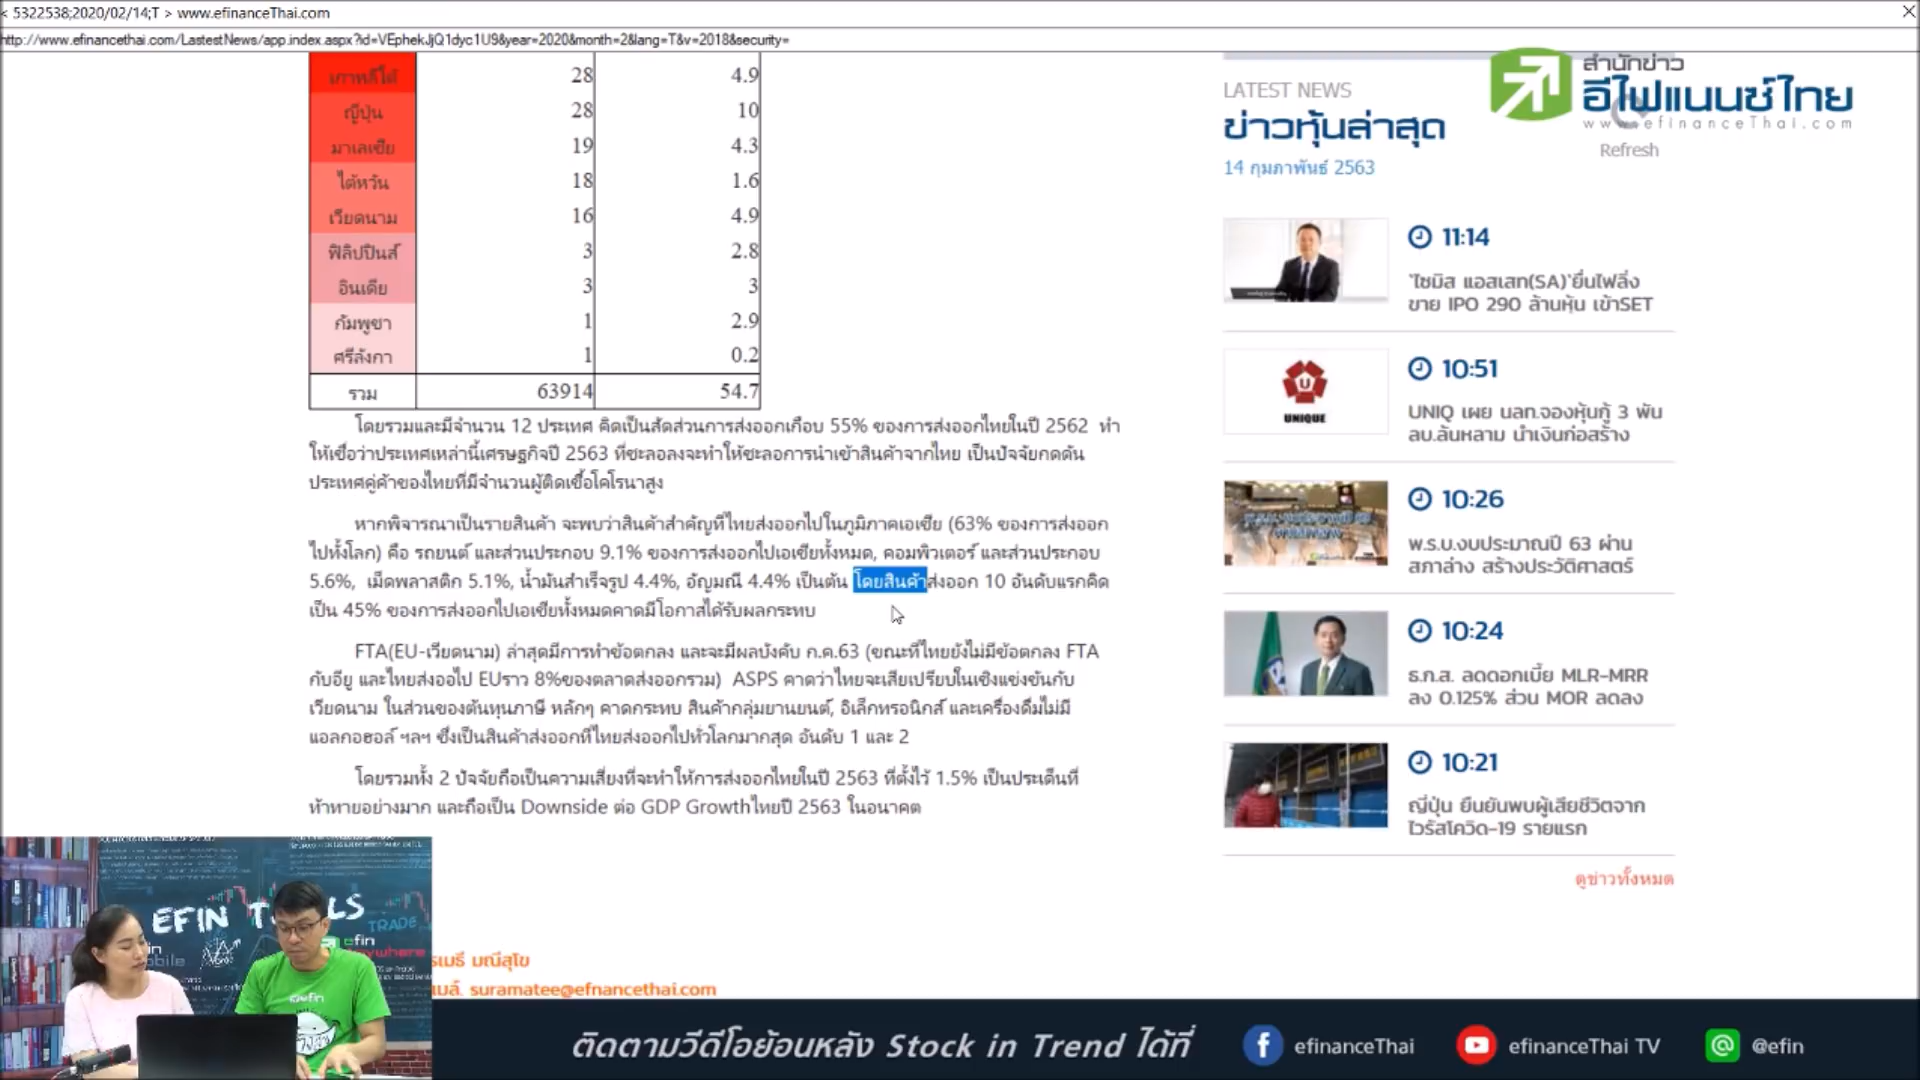 < 5322538;2020/02/14;T > www.efinanceThai.com
http://www.efinancethai.com/LastestNews/app.index.aspx?id=VEphekJjQ1dyc1U9&year=2020&month=2&lang=T&v=2018&security=
เกาหลีใต้ 28 4.9
ญี่ปุ่น 28 10
มาเลเซีย 19 4.3
ไต้หวัน 18 1.6
เวียดนาม 16 4.9
ฟิลิปปินส์ 3 2.8
อินเดีย 3 3
กัมพูชา 1 2.9
ศรีลังกา 1 0.2
รวม 63914 54.7
โดยรวมและมีจำนวน 12 ประเทศ คิดเป็นสัดส่วนการส่งออกเกือบ 55% ของการส่งออกไทยในปี 2562 ทำ
ให้เชื่อว่าประเทศเหล่านี้เศรษฐกิจปี 2563 ที่ชะลอลงจะทำให้ชะลอการนำเข้าสินค้าจากไทย เป็นปัจจัยกดดัน
ประเทศคู่ค้าของไทยที่มีจำนวนผู้ติดเชื้อโคโรนาสูง
หากพิจารณาเป็นรายสินค้า จะพบว่าสินค้าสำคัญที่ไทยส่งออกไปในภูมิภาคเอเชีย (63% ของการส่งออก
ไปทั้งโลก) คือ รถยนต์ และส่วนประกอบ 9.1% ของการส่งออกไปเอเชียทั้งหมด, คอมพิวเตอร์ และส่วนประกอบ
5.6%, เม็ดพลาสติก 5.1%, น้ำมันสำเร็จรูป 4.4%, อัญมณี 4.4% เป็นต้น โดยสินค้าส่งออก 10 อันดับแรกคิด
เป็น 45% ของการส่งออกไปเอเชียทั้งหมดคาดมีโอกาสได้รับผลกระทบ
FTA(EU-เวียดนาม) ล่าสุดมีการทำข้อตกลง และจะมีผลบังคับ ก.ค.63 (ขณะที่ไทยยังไม่มีข้อตกลง FTA
กับอียู และไทยส่งออไป EUราว 8%ของตลาดส่งออกรวม) ASPS คาดว่าไทยจะเสียเปรียบในเชิงแข่งขันกับ
เวียดนาม ในส่วนของต้นทุนภาษี หลักๆ คาดกระทบ สินค้ากลุ่มยานยนต์, อิเล็กทรอนิกส์ และเครื่องดื่มไม่มี
แอลกอฮอล์ ฯลฯ ซึ่งเป็นสินค้าส่งออกที่ไทยส่งออกไปทั่วโลกมากสุด อันดับ 1 และ 2
โดยรวมทั้ง 2 ปัจจัยถือเป็นความเสี่ยงที่จะทำให้การส่งออกไทยในปี 2563 ที่ตั้งไว้ 1.5% เป็นประเด็นที่
ท้าทายอย่างมาก และถือเป็น Downside ต่อ GDP Growthไทยปี 2563 ในอนาคต
LATEST NEWS
ข่าวหุ้นล่าสุด
14 กุมภาพันธ์ 2563
สำนักข่าว
อีไฟแนนซ์ไทย
www.efinanceThai.com
Refresh
11:14
'ไซมิส แอสเสท(SA)'ยื่นไฟลิ่ง
ขาย IPO 290 ล้านหุ้น เข้าSET
UNIQUE
10:51
UNIQ เผย นลท.จองหุ้นกู้ 3 พัน
ลบ.ล้นหลาม นำเงินก่อสร้าง
10:26
พ.ร.บ.งบประมาณปี 63 ผ่าน
สภาล่าง สร้างประวัติศาสตร์
10:24
ธ.ก.ส. ลดดอกเบี้ย MLR-MRR
ลง 0.125% ส่วน MOR ลดลง
10:21
ญี่ปุ่น ยืนยันพบผู้เสียชีวิตจาก
ไวรัสโควิด-19 รายแรก
ดูข่าวทั้งหมด
EFIN T LS
TRADE
efin
รเมธี มณีสุโข
เมล์. suramatee@efnancethai.com
ติดตามวีดีโอย้อนหลัง Stock in Trend ได้ที่
efinanceThai
efinanceThai TV
@efin